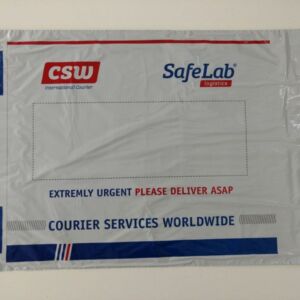 CSW
International Courier
SafeLab®
logistics
EXTREMLY URGENT PLEASE DELIVER ASAP
COURIER SERVICES WORLDWIDE